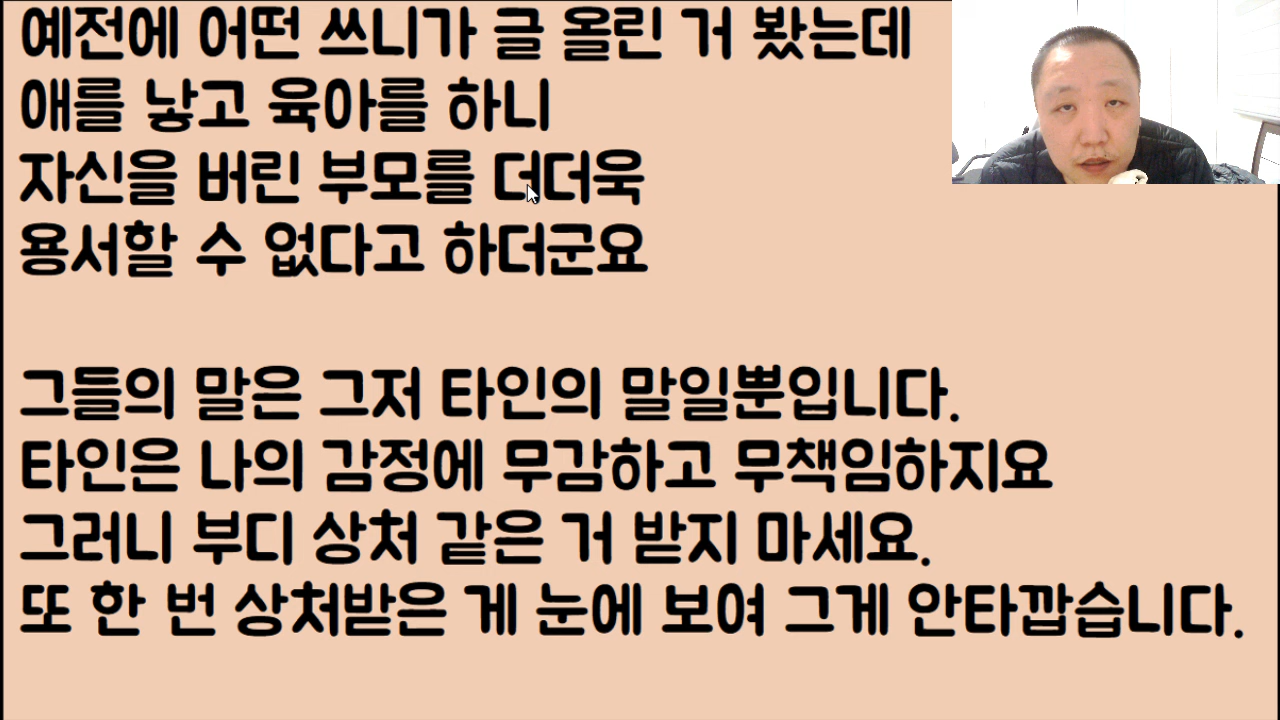 예전에 어떤 쓰니가 글 올린 거 봤는데
애를 낳고 육아를 하니
자신을 버린 부모를 더더욱
용서할 수 없다고 하더군요
그들의 말은 그저 타인의 말일뿐입니다.
타인은 나의 감정에 무감하고 무책임하지요
그러니 부디 상처 같은 거 받지 마세요.
또 한 번 상처받은 게 눈에 보여 그게 안타깝습니다.